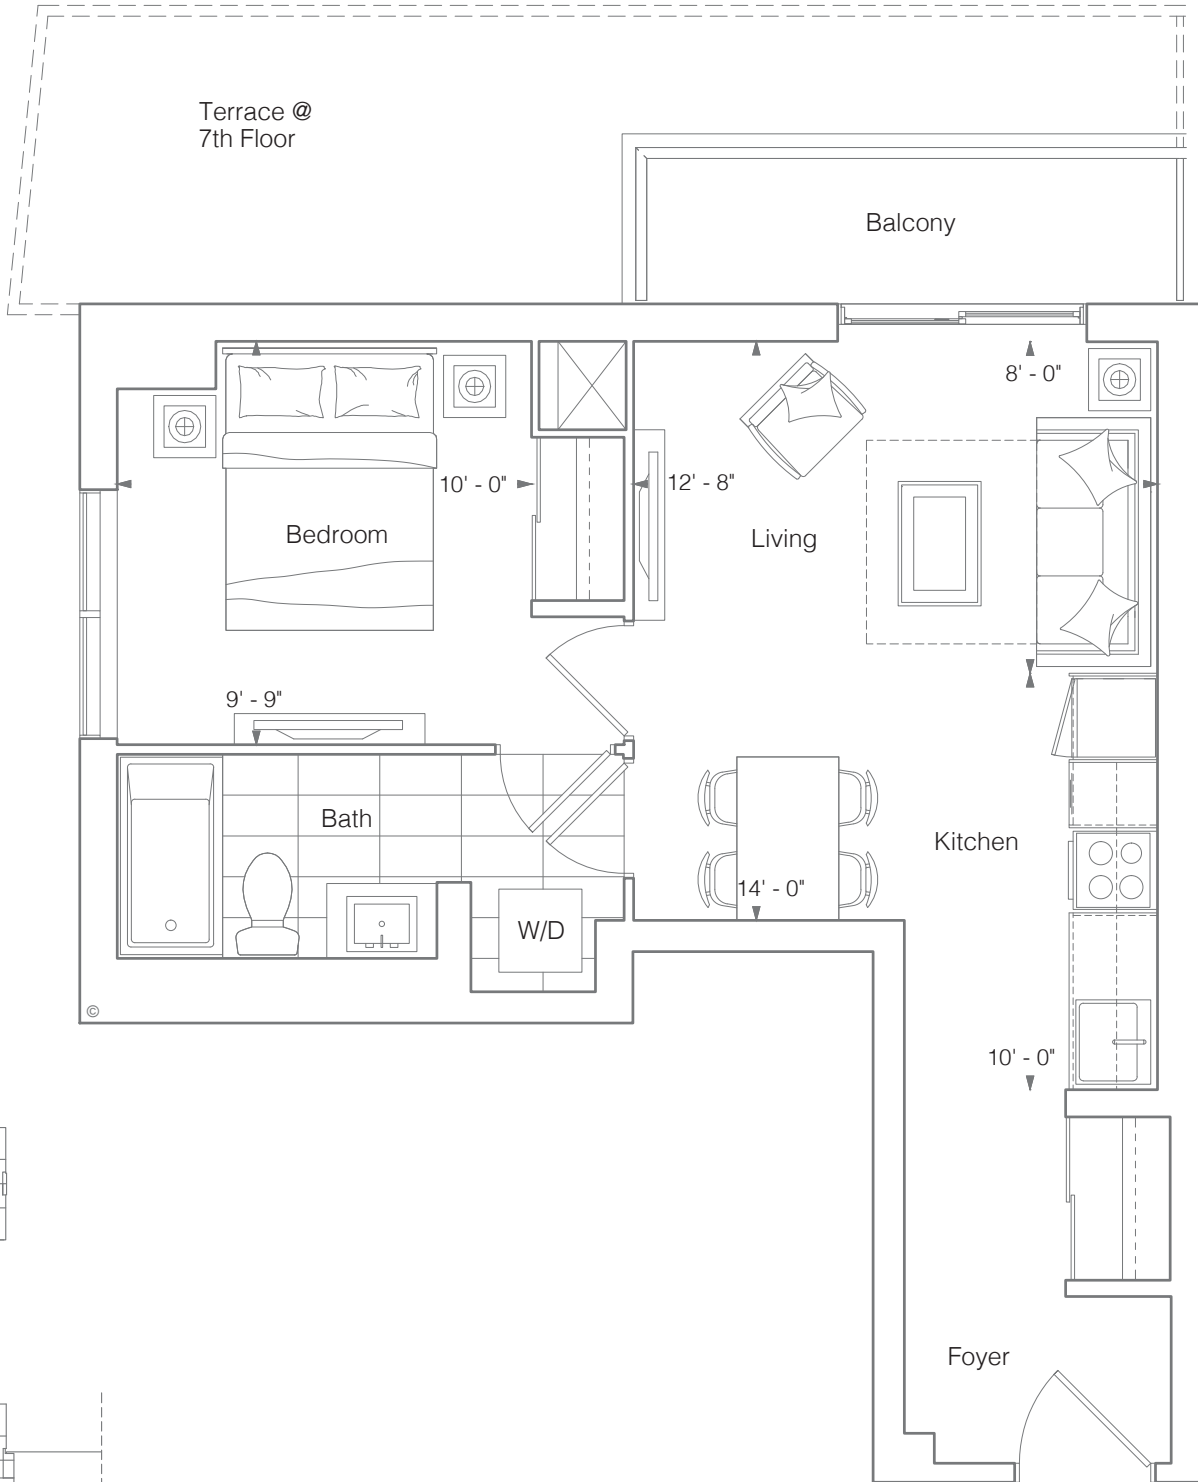 Terrace @
7th Floor
Balcony
8' - 0"
10' - 0"
12' - 8"
Bedroom
Living
9' - 9"
Bath
Kitchen
14' - 0"
W/D
©
10' - 0"
Foyer